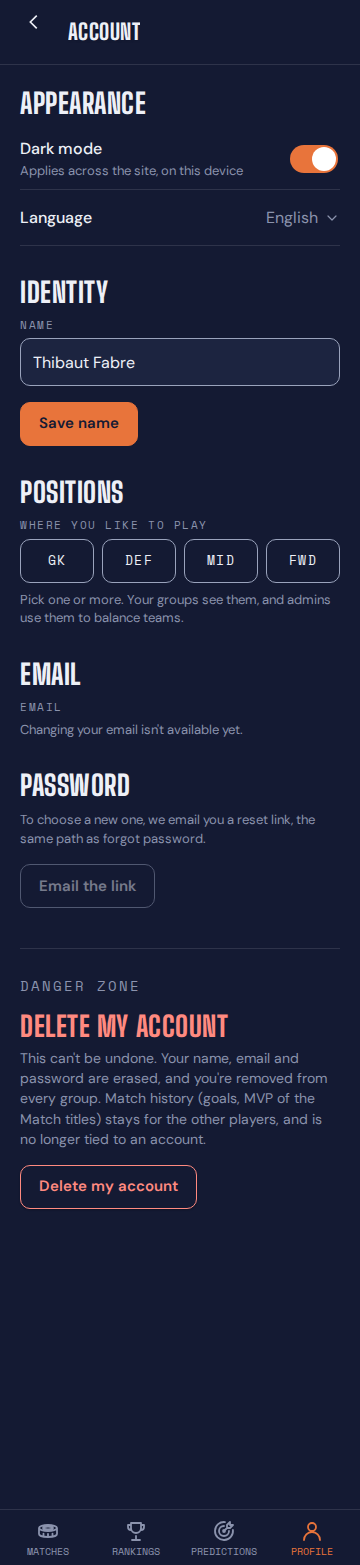 ACCOUNT
APPEARANCE
Dark mode
Applies across the site, on this device
Language
English
IDENTITY
NAME
Thibaut Fabre
Save name
POSITIONS
WHERE YOU LIKE TO PLAY
GK DEF MID FWD
Pick one or more. Your groups see them, and admins
use them to balance teams.
EMAIL
EMAIL
Changing your email isn't available yet.
PASSWORD
To choose a new one, we email you a reset link, the
same path as forgot password.
Email the link
DANGER ZONE
DELETE MY ACCOUNT
This can't be undone. Your name, email and
password are erased, and you're removed from
every group. Match history (goals, MVP of the
Match titles) stays for the other players, and is
no longer tied to an account.
Delete my account
MATCHES RANKINGS PREDICTIONS PROFILE